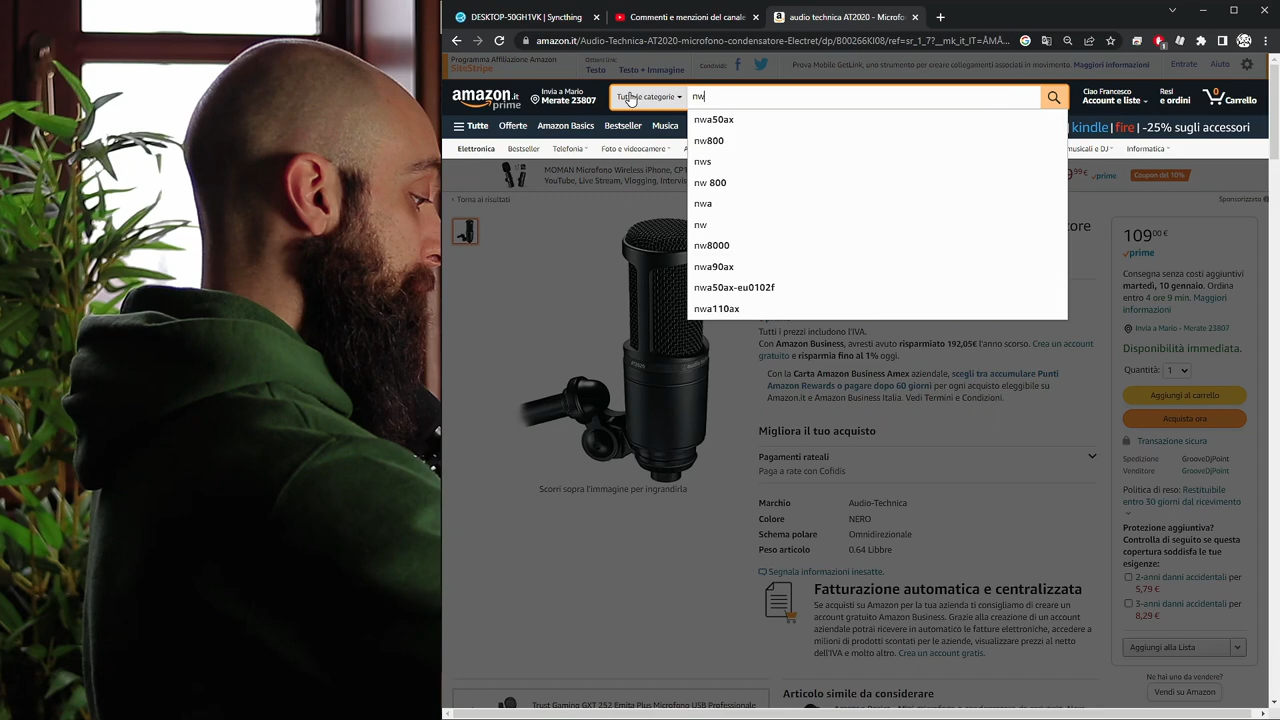 DESKTOP-50GH1VK | Syncthing
Commenti e menzioni del canale
audio technica AT2020 - Microfo
amazon.it/Audio-Technica-AT2020-microfono-condensatore-Electret/dp/B00266KI08/ref=sr_1_7?__mk_it_IT=ÅMÅ...
Programma Affiliazione Amazon
SiteStripe
Ottieni Link:
Testo
Testo + Immagine
Condividi:
Prova Mobile GetLink, uno strumento per creare collegamenti associati in movimento. Maggiori informazioni
Entrate
Aiuto
amazon.it
prime
Invia a Mario
Merate 23807
Tutte le categorie
nw
Ciao Francesco
Account e liste
Resi
e ordini
0
Carrello
Tutte
Offerte
Amazon Basics
Bestseller
Musica
kindle | fire | -25% sugli accessori
Elettronica
Bestseller
Telefonia
Foto e videocamere
musicali e DJ
Informatica
nwa50ax
nw800
nws
nw 800
nwa
nw
nw8000
nwa90ax
nwa50ax-eu0102f
nwa110ax
MOMAN Microfono Wireless iPhone, CP1
YouTube, Live Stream, Vlogging, Intervis
99 €
prime
Coupon del 10%
Torna ai risultati
Sponsorizzato
ore
109,00 €
prime
Consegna senza costi aggiuntivi
martedì, 10 gennaio. Ordina
entro 4 ore 9 min. Maggiori
informazioni
Invia a Mario - Merate 23807
Disponibilità immediata.
Quantità: 1
Aggiungi al carrello
Acquista ora
Transazione sicura
Spedizione GrooveDJPoint
Venditore GrooveDJPoint
Politica di reso: Restituibile
entro 30 giorni dal ricevimento
Protezione aggiuntiva?
Controlla di seguito se questa
copertura soddisfa le tue
esigenze:
2-anni danni accidentali per
5,79 €
3-anni danni accidentali per
8,29 €
Aggiungi alla Lista
Ne hai uno da vendere?
Vendi su Amazon
Tutti i prezzi includono l'IVA.
Con Amazon Business, avresti avuto risparmiato 192,05€ l'anno scorso. Crea un account
gratuito e risparmia fino al 1% oggi.
Con la Carta Amazon Business Amex aziendale, scegli tra accumulare Punti
Amazon Rewards o pagare dopo 60 giorni per ogni acquisto eleggibile su
Amazon.it e Amazon Business Italia. Vedi Termini e Condizioni.
Migliora il tuo acquisto
Pagamenti rateali
Paga a rate con Cofidis
Scorri sopra l'immagine per ingrandirla
Marchio Audio-Technica
Colore NERO
Schema polare Omnidirezionale
Peso articolo 0.64 Libbre
Segnala informazioni inesatte.
Fatturazione automatica e centralizzata
Se acquisti su Amazon per la tua azienda ti consigliamo di creare un
account gratuito Amazon Business. Grazie alla creazione di un account
aziendale potrai ricevere in automatico le fatture elettroniche, accedere a
milioni di prodotti scontati per le aziende, visualizzare prezzi al netto
dell'IVA e molto altro. Crea un account gratis.
Trust Gaming GXT 252 Emita Plus Microfono USB Professionale
Articolo simile da considerare